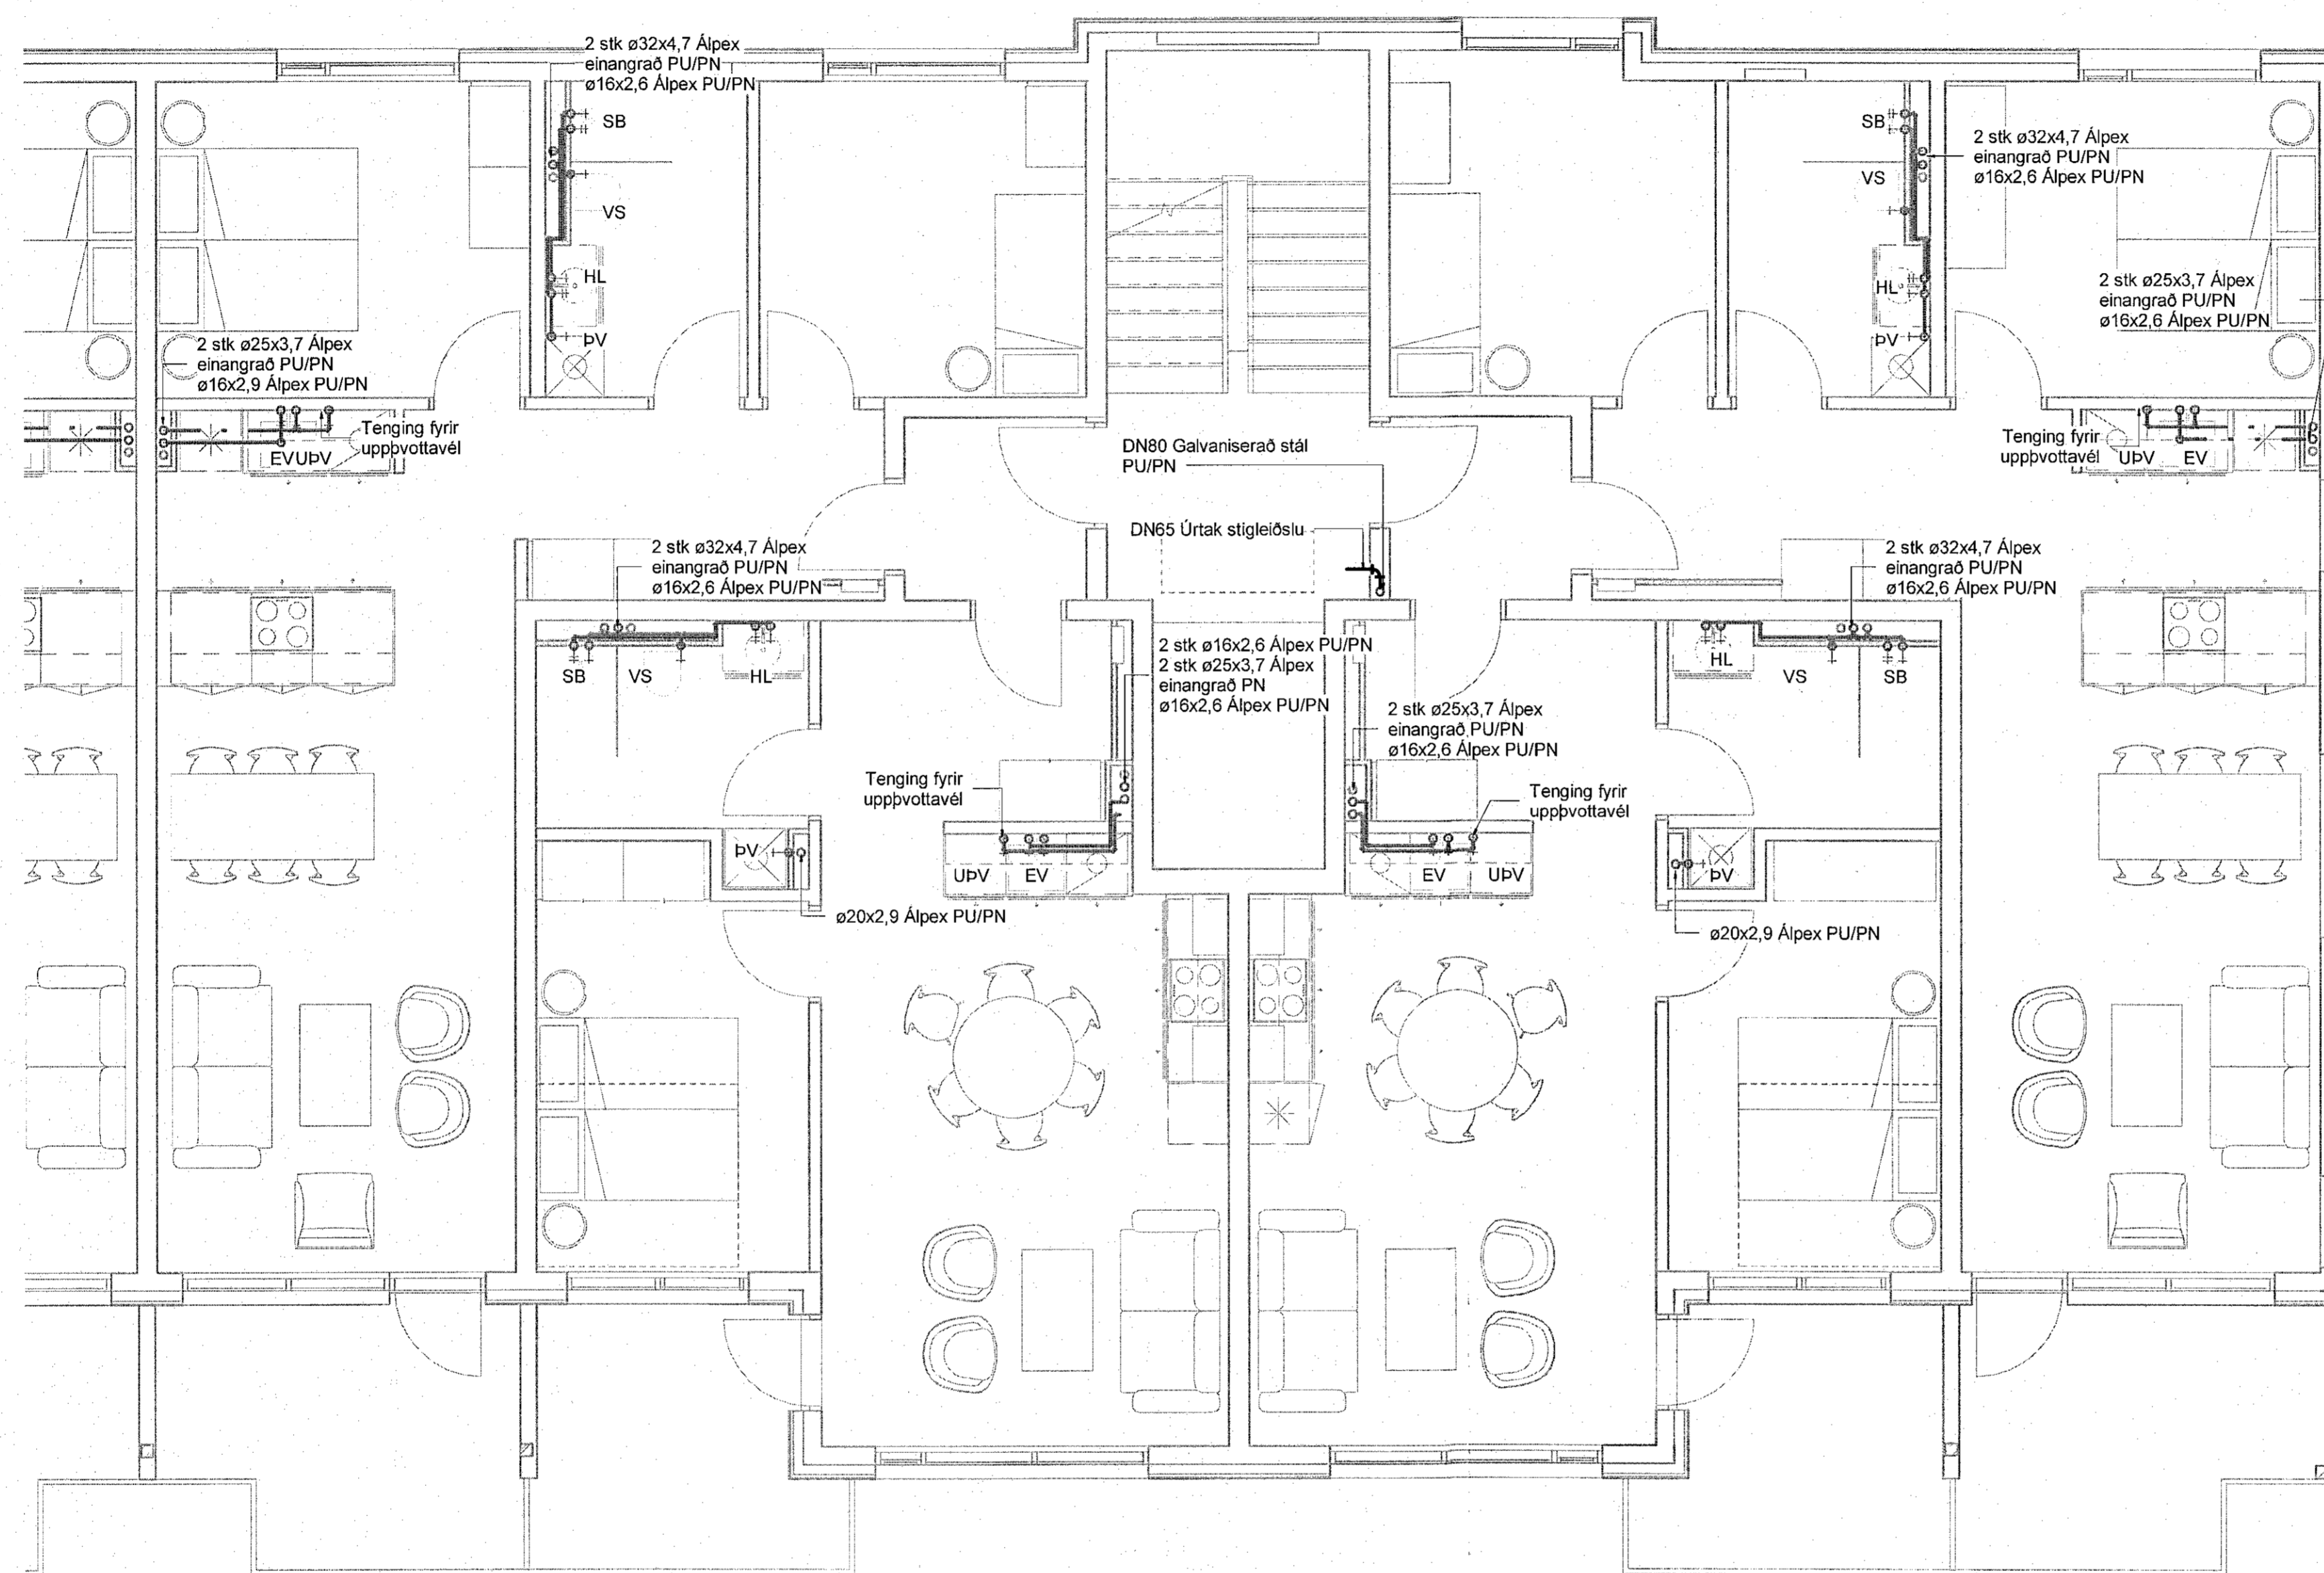 2 stk ø32x4,7 Álpex
einangrað PU/PN
ø16x2,6 Álpex PU/PN
SB
VS
HL
ÞV
SB
VS
HL
ÞV
2 stk ø32x4,7 Álpex
einangrað PU/PN
ø16x2,6 Álpex PU/PN
2 stk ø25x3,7 Álpex
einangrað PU/PN
ø16x2,6 Álpex PU/PN
2 stk ø25x3,7 Álpex
einangrað PU/PN
ø16x2,9 Álpex PU/PN
Tenging fyrir
uppþvottavél
EV UÞV
DN80 Galvaniserað stál
PU/PN
DN65 Úrtak stigleiðslu
Tenging fyrir
uppþvottavél
UÞV EV
2 stk ø32x4,7 Álpex
einangrað PU/PN
ø16x2,6 Álpex PU/PN
SB VS HL
2 stk ø32x4,7 Álpex
einangrað PU/PN
ø16x2,6 Álpex PU/PN
HL VS SB
2 stk ø16x2,6 Álpex PU/PN
2 stk ø25x3,7 Álpex
einangrað PN
ø16x2,6 Álpex PU/PN
2 stk ø25x3,7 Álpex
einangrað PU/PN
ø16x2,6 Álpex PU/PN
Tenging fyrir
uppþvottavél
Tenging fyrir
uppþvottavél
ÞV
UÞV EV
EV UÞV
ÞV
ø20x2,9 Álpex PU/PN
ø20x2,9 Álpex PU/PN